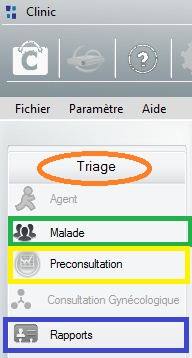 Clinic
C
?
Fichier Paramètre Aide
Triage
Agent
Malade
Preconsultation
Consultation Gynécologique
Rapports